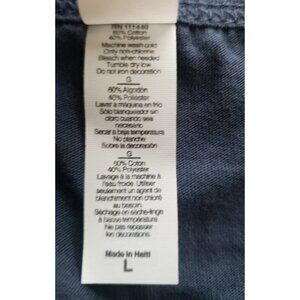 RN 111440
60% Cotton
40% Polyester
Machine wash cold
Only non-chlorine
Bleach when needed
Tumble dry low
Do not iron decoration
G
60% Algodón
40% Poliéster
Lavar a máquina en frío
Sólo blanqueador sin
cloro cuando sea
necesario
Secar a baja temperatura
No planche
Sobre la decoración
G
60% Coton
40% Polyester
Lavage à la machine à
l'eau froide. Utiliser
seulement un agent de
blanchiment non chloré
au besoin.
Séchage en sèche-linge
à basse température
Ne pas repasser
les décorations.
Made in Haiti
L